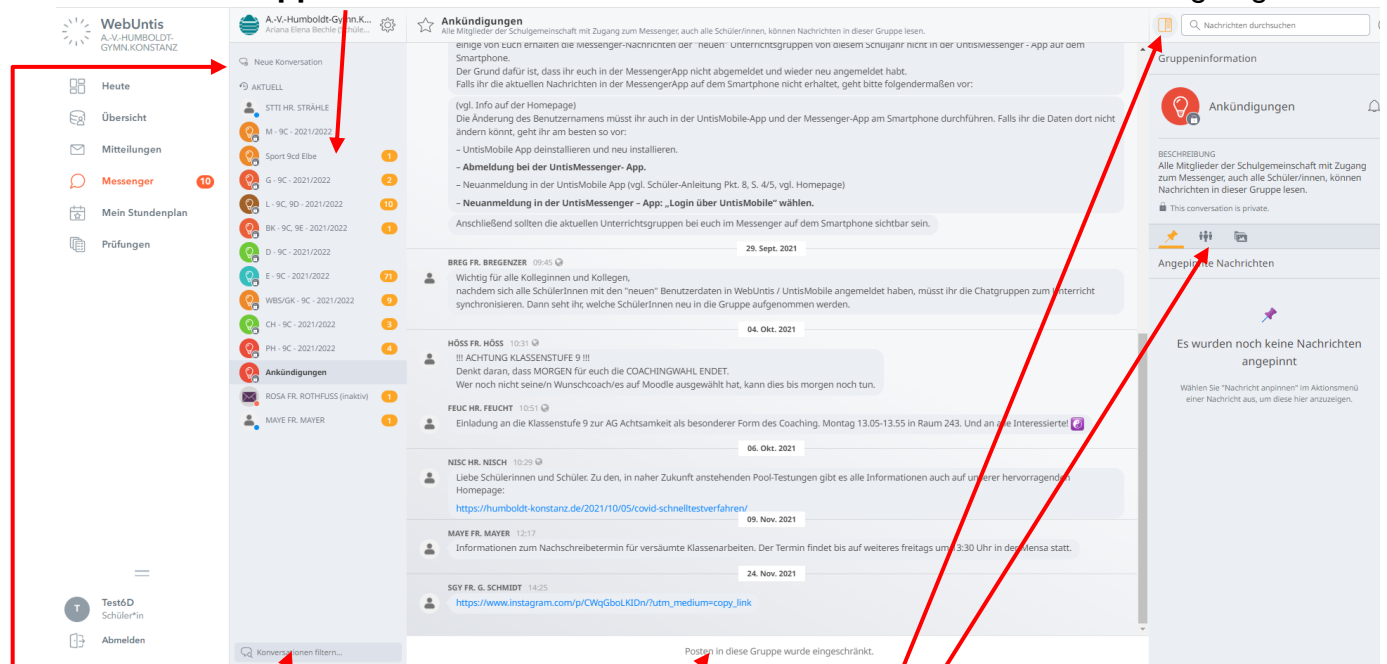 WebUntis
A.-V.-HUMBOLDT-
GYMN.KONSTANZ
Heute
Übersicht
Mitteilungen
Messenger 10
Mein Stundenplan
Prüfungen
T Test6D
Schüler*in
Abmelden
A.-V.-Humboldt-Gymn.K...
Ariana Elena Bechle (Schüle...
Neue Konversation
AKTUELL
STTI HR. STRÄHLE
M - 9C - 2021/2022
Sport 9cd Elbe 1
G - 9C - 2021/2022 2
L - 9C, 9D - 2021/2022 10
BK - 9C, 9E - 2021/2022 1
D - 9C - 2021/2022
E - 9C - 2021/2022 71
WBS/GK - 9C - 2021/2022 9
CH - 9C - 2021/2022 3
PH - 9C - 2021/2022 4
Ankündigungen
ROSA FR. ROTHFUSS (inaktiv) 1
MAYE FR. MAYER 1
Konversationen filtern...
Ankündigungen
Alle Mitglieder der Schulgemeinschaft mit Zugang zum Messenger, auch alle Schüler/innen, können Nachrichten in dieser Gruppe lesen.
einige von Euch erhalten die Messenger-Nachrichten der "neuen" Unterrichtsgruppen von diesem Schuljahr nicht in der UntisMessenger - App auf dem
Smartphone.
Der Grund dafür ist, dass ihr euch in der MessengerApp nicht abgemeldet und wieder neu angemeldet habt.
Falls ihr die aktuellen Nachrichten in der MessengerApp auf dem Smartphone nicht erhaltet, geht bitte folgendermaßen vor:
(vgl. Info auf der Homepage)
Die Änderung des Benutzernamens müsst ihr auch in der UntisMobile-App und der Messenger-App am Smartphone durchführen. Falls ihr die Daten dort nicht
ändern könnt, geht ihr am besten so vor:
– UntisMobile App deinstallieren und neu installieren.
– Abmeldung bei der UntisMessenger- App.
– Neuanmeldung in der UntisMobile App (vgl. Schüler-Anleitung Pkt. 8, S. 4/5, vgl. Homepage)
– Neuanmeldung in der UntisMessenger – App: „Login über UntisMobile" wählen.
Anschließend sollten die aktuellen Unterrichtsgruppen bei euch im Messenger auf dem Smartphone sichtbar sein.
29. Sept. 2021
BREG FR. BREGENZER 09:45
Wichtig für alle Kolleginnen und Kollegen,
nachdem sich alle SchülerInnen mit den "neuen" Benutzerdaten in WebUntis / UntisMobile angemeldet haben, müsst ihr die Chatgruppen zum Unterricht
synchronisieren. Dann seht ihr, welche SchülerInnen neu in die Gruppe aufgenommen werden.
04. Okt. 2021
HÖSS FR. HÖSS 10:31
!!! ACHTUNG KLASSENSTUFE 9 !!!
Denkt daran, dass MORGEN für euch die COACHINGWAHL ENDET.
Wer noch nicht seine/n Wunschcoach/es auf Moodle ausgewählt hat, kann dies bis morgen noch tun.
FEUC HR. FEUCHT 10:51
Einladung an die Klassenstufe 9 zur AG Achtsamkeit als besonderer Form des Coaching. Montag 13.05-13.55 in Raum 243. Und an alle Interessierte!
06. Okt. 2021
NISC HR. NISCH 10:29
Liebe Schülerinnen und Schüler. Zu den, in naher Zukunft anstehenden Pool-Testungen gibt es alle Informationen auch auf unserer hervorragenden
Homepage:
https://humboldt-konstanz.de/2021/10/05/covid-schnelltestverfahren/
09. Nov. 2021
MAYE FR. MAYER 12:17
Informationen zum Nachschreibetermin für versäumte Klassenarbeiten. Der Termin findet bis auf weiteres freitags um 13:30 Uhr in der Mensa statt.
24. Nov. 2021
SGY FR. G. SCHMIDT 14:25
https://www.instagram.com/p/CWqGboLKIDn/?utm_medium=copy_link
Posten in diese Gruppe wurde eingeschränkt.
Nachrichten durchsuchen
Gruppeninformation
Ankündigungen
BESCHREIBUNG
Alle Mitglieder der Schulgemeinschaft mit Zugang
zum Messenger, auch alle Schüler/innen, können
Nachrichten in dieser Gruppe lesen.
This conversation is private.
Angepinnte Nachrichten
Es wurden noch keine Nachrichten
angepinnt
Wählen Sie "Nachricht anpinnen" im Aktionsmenü
einer Nachricht aus, um diese hier anzuzeigen.